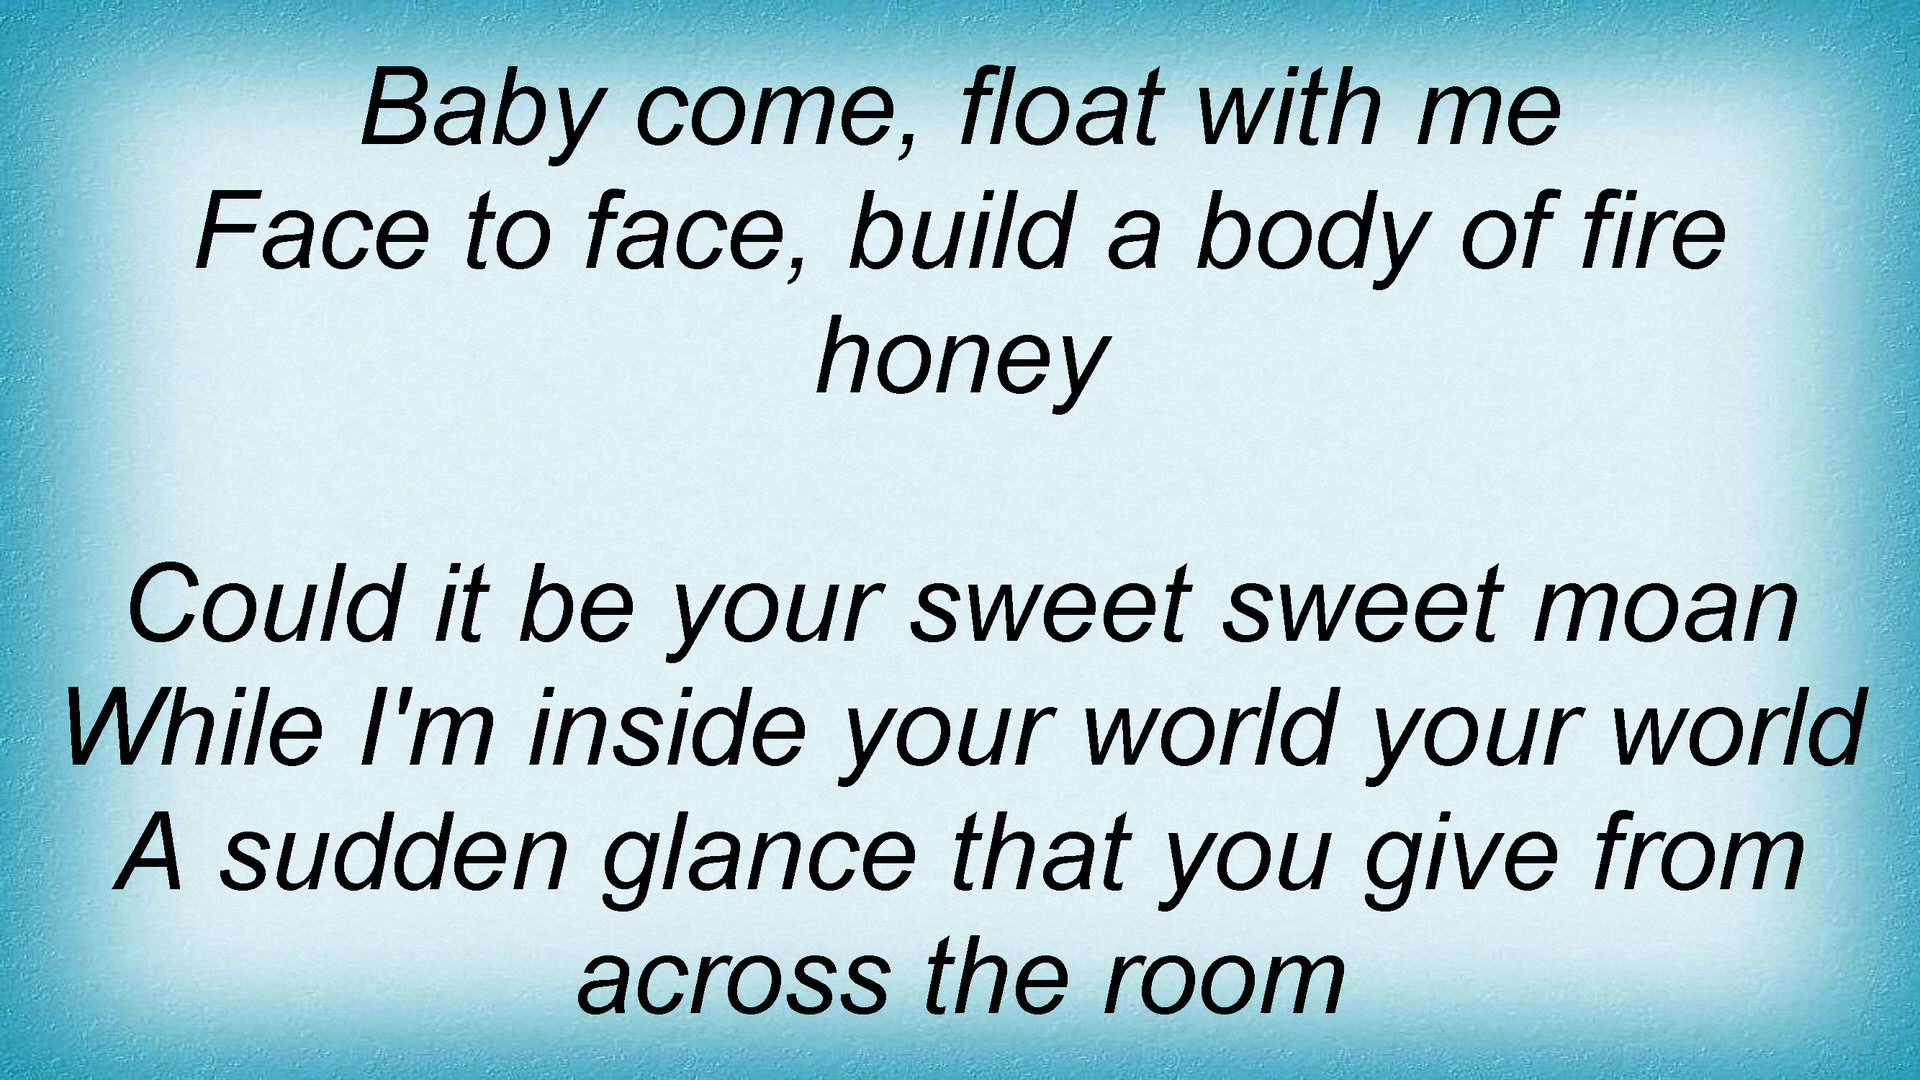 Baby come, float with me
Face to face, build a body of fire
honey
Could it be your sweet sweet moan
While I'm inside your world your world
A sudden glance that you give from
across the room